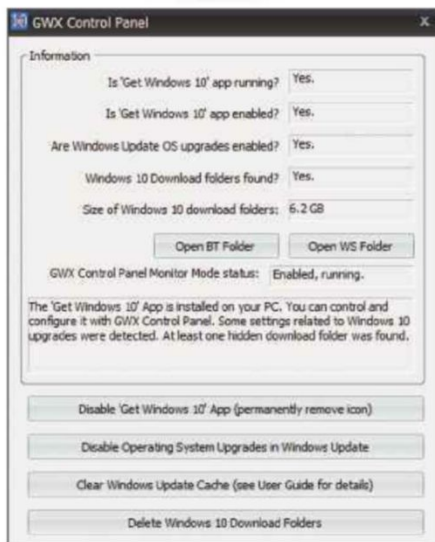 GWX Control Panel x
Information
Is 'Get Windows 10' app running? Yes.
Is 'Get Windows 10' app enabled? Yes.
Are Windows Update OS upgrades enabled? Yes.
Windows 10 Download folders found? Yes.
Size of Windows 10 download folders: 6.2 GB
Open BT Folder Open WS Folder
GWX Control Panel Monitor Mode status: Enabled, running.
The 'Get Windows 10' App is installed on your PC. You can control and
configure it with GWX Control Panel. Some settings related to Windows 10
upgrades were detected. At least one hidden download folder was found.
Disable 'Get Windows 10' App (permanently remove icon)
Disable Operating System Upgrades in Windows Update
Clear Windows Update Cache (see User Guide for details)
Delete Windows 10 Download Folders